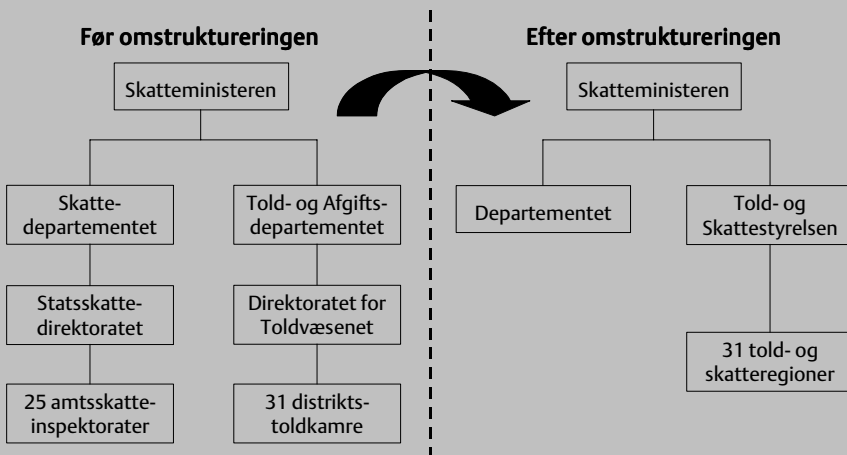 Før omstruktureringen
Skatteministeren
Skatte-
departementet
Told- og Afgifts-
departementet
Statsskatte-
direktoratet
Direktoratet for
Toldvæsenet
25 amtsskatte-
inspektorater
31 distrikts-
toldkamre
Efter omstruktureringen
Skatteministeren
Departementet
Told- og
Skattestyrelsen
31 told- og
skatteregioner